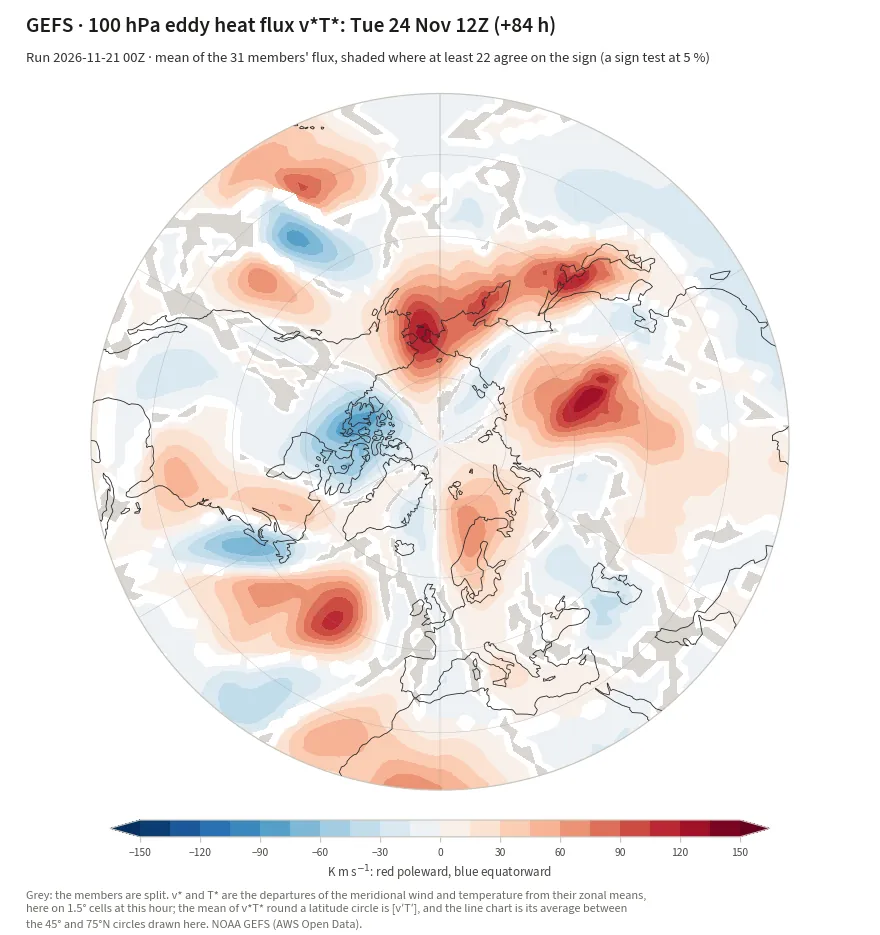 GEFS · 100 hPa eddy heat flux v*T*: Tue 24 Nov 12Z (+84 h)
Run 2026-11-21 00Z · mean of the 31 members' flux, shaded where at least 22 agree on the sign (a sign test at 5 %)
−150 −120 −90 −60 −30 0 30 60 90 120 150
K m s⁻¹: red poleward, blue equatorward
Grey: the members are split. v* and T* are the departures of the meridional wind and temperature from their zonal means,
here on 1.5° cells at this hour; the mean of v*T* round a latitude circle is [v'T'], and the line chart is its average between
the 45° and 75°N circles drawn here. NOAA GEFS (AWS Open Data).